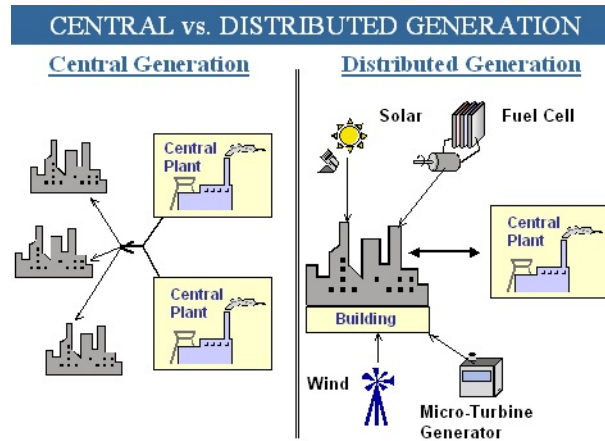 CENTRAL vs. DISTRIBUTED GENERATION
Central Generation
Central
Plant
Central
Plant
Distributed Generation
Solar
Fuel Cell
Central
Plant
Building
Wind
Micro-Turbine
Generator